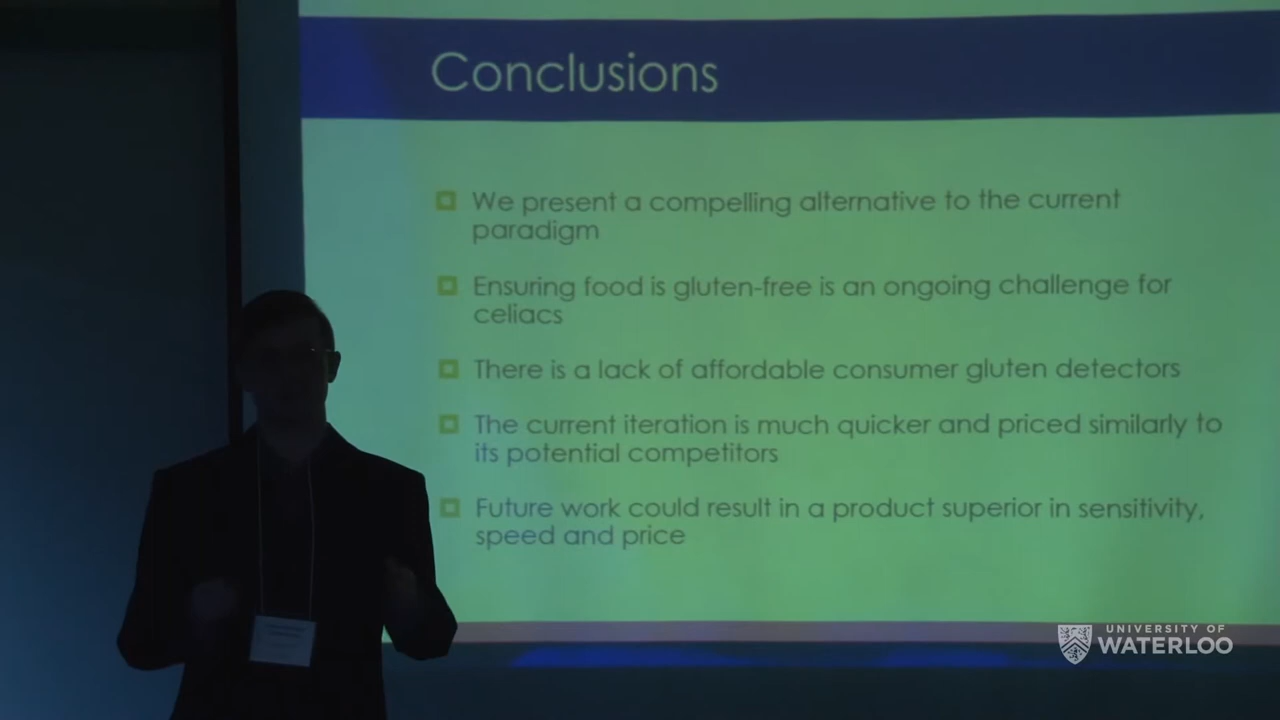 Conclusions
We present a compelling alternative to the current
paradigm
Ensuring food is gluten-free is an ongoing challenge for
celiacs
There is a lack of affordable consumer gluten detectors
The current iteration is much quicker and priced similarly to
its potential competitors
Future work could result in a product superior in sensitivity,
speed and price
UNIVERSITY OF
WATERLOO